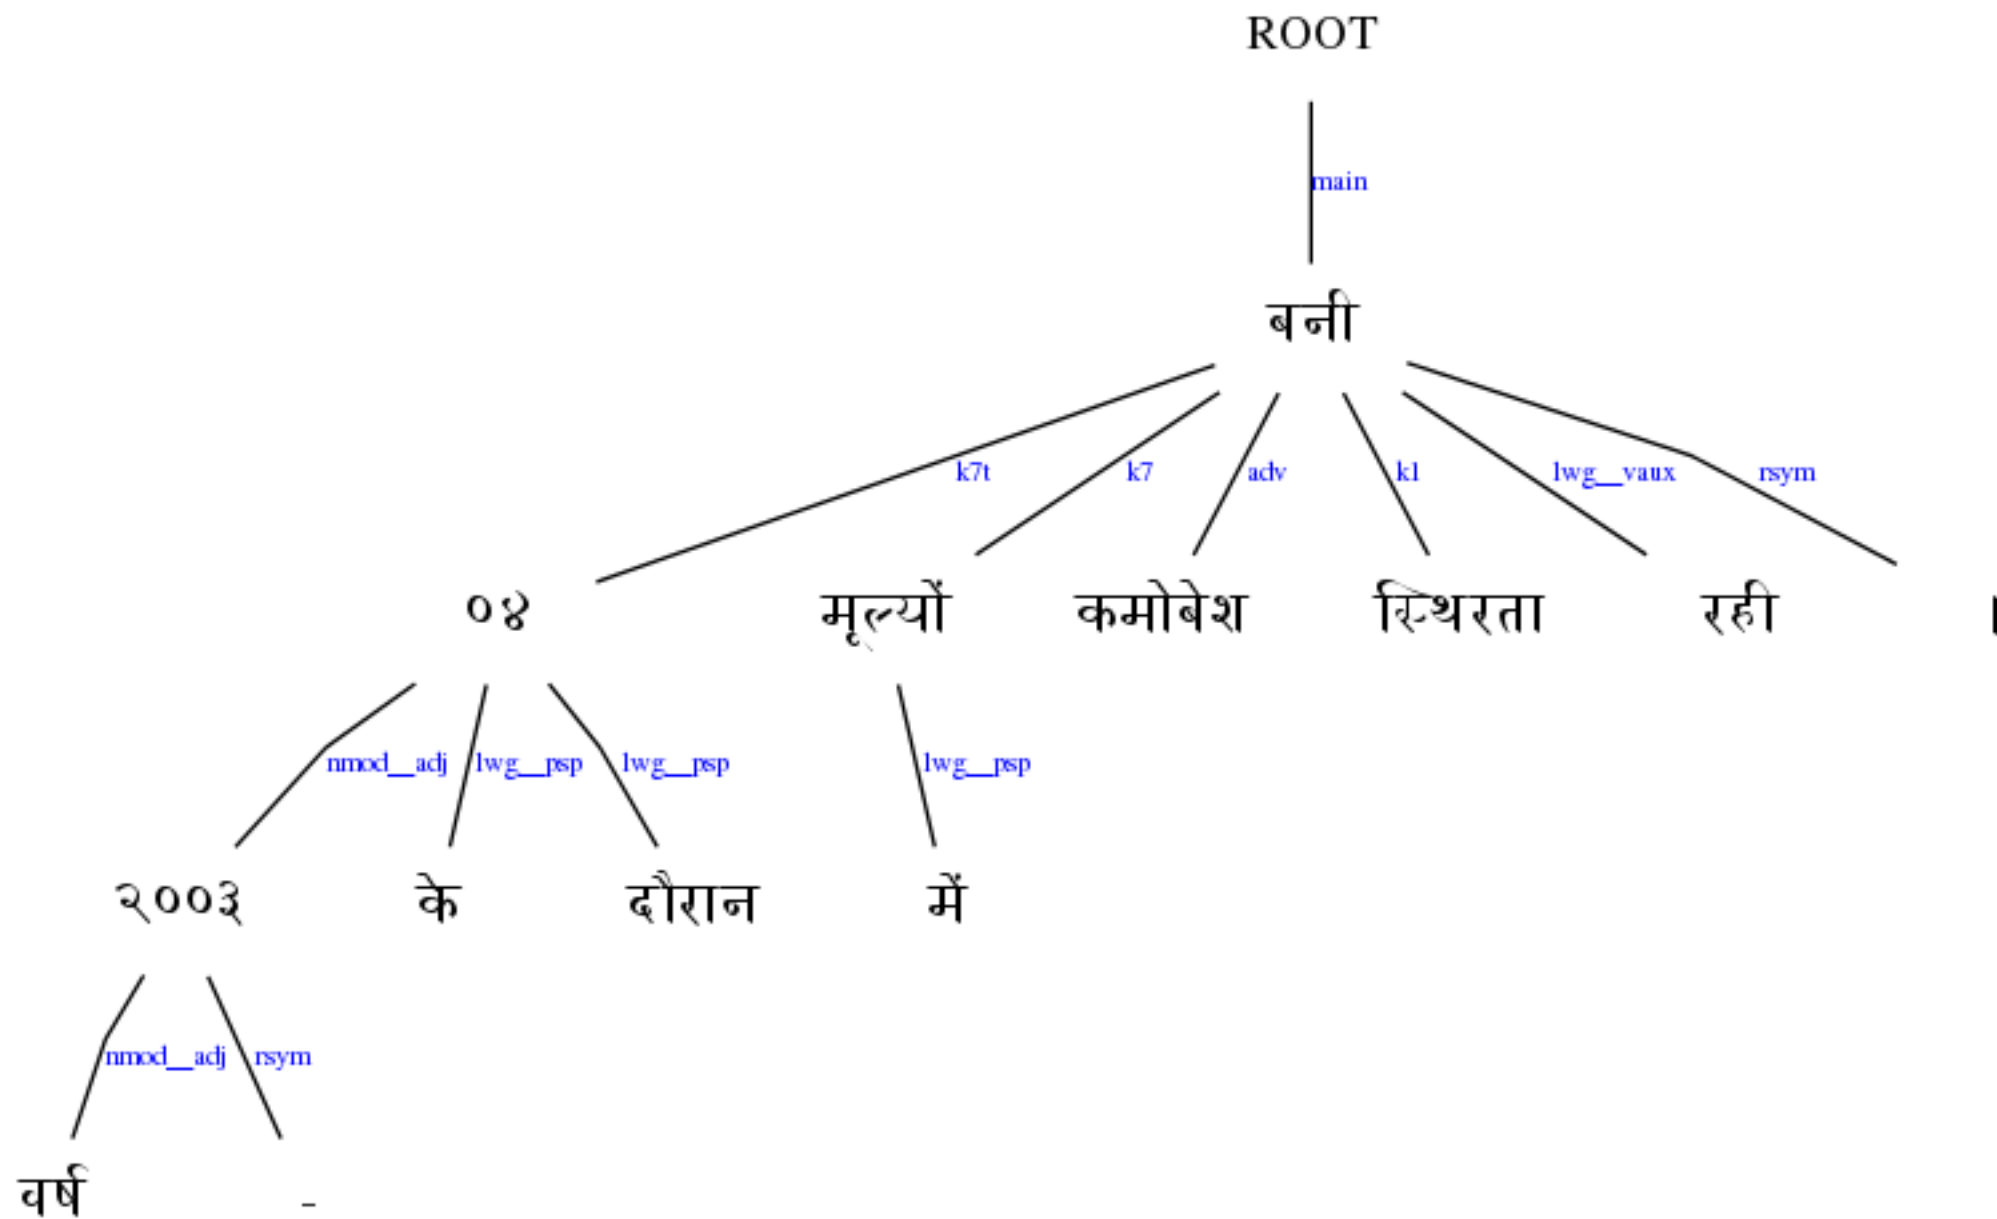 ROOT
main
बनी
k7t k7 adv k1 lwg__vaux rsym
०४ मूल्यों कमोबेश स्थिरता रही ।
nmod__adj lwg__psp lwg__psp lwg__psp
२००३ के दौरान में
nmod__adj rsym
वर्ष -